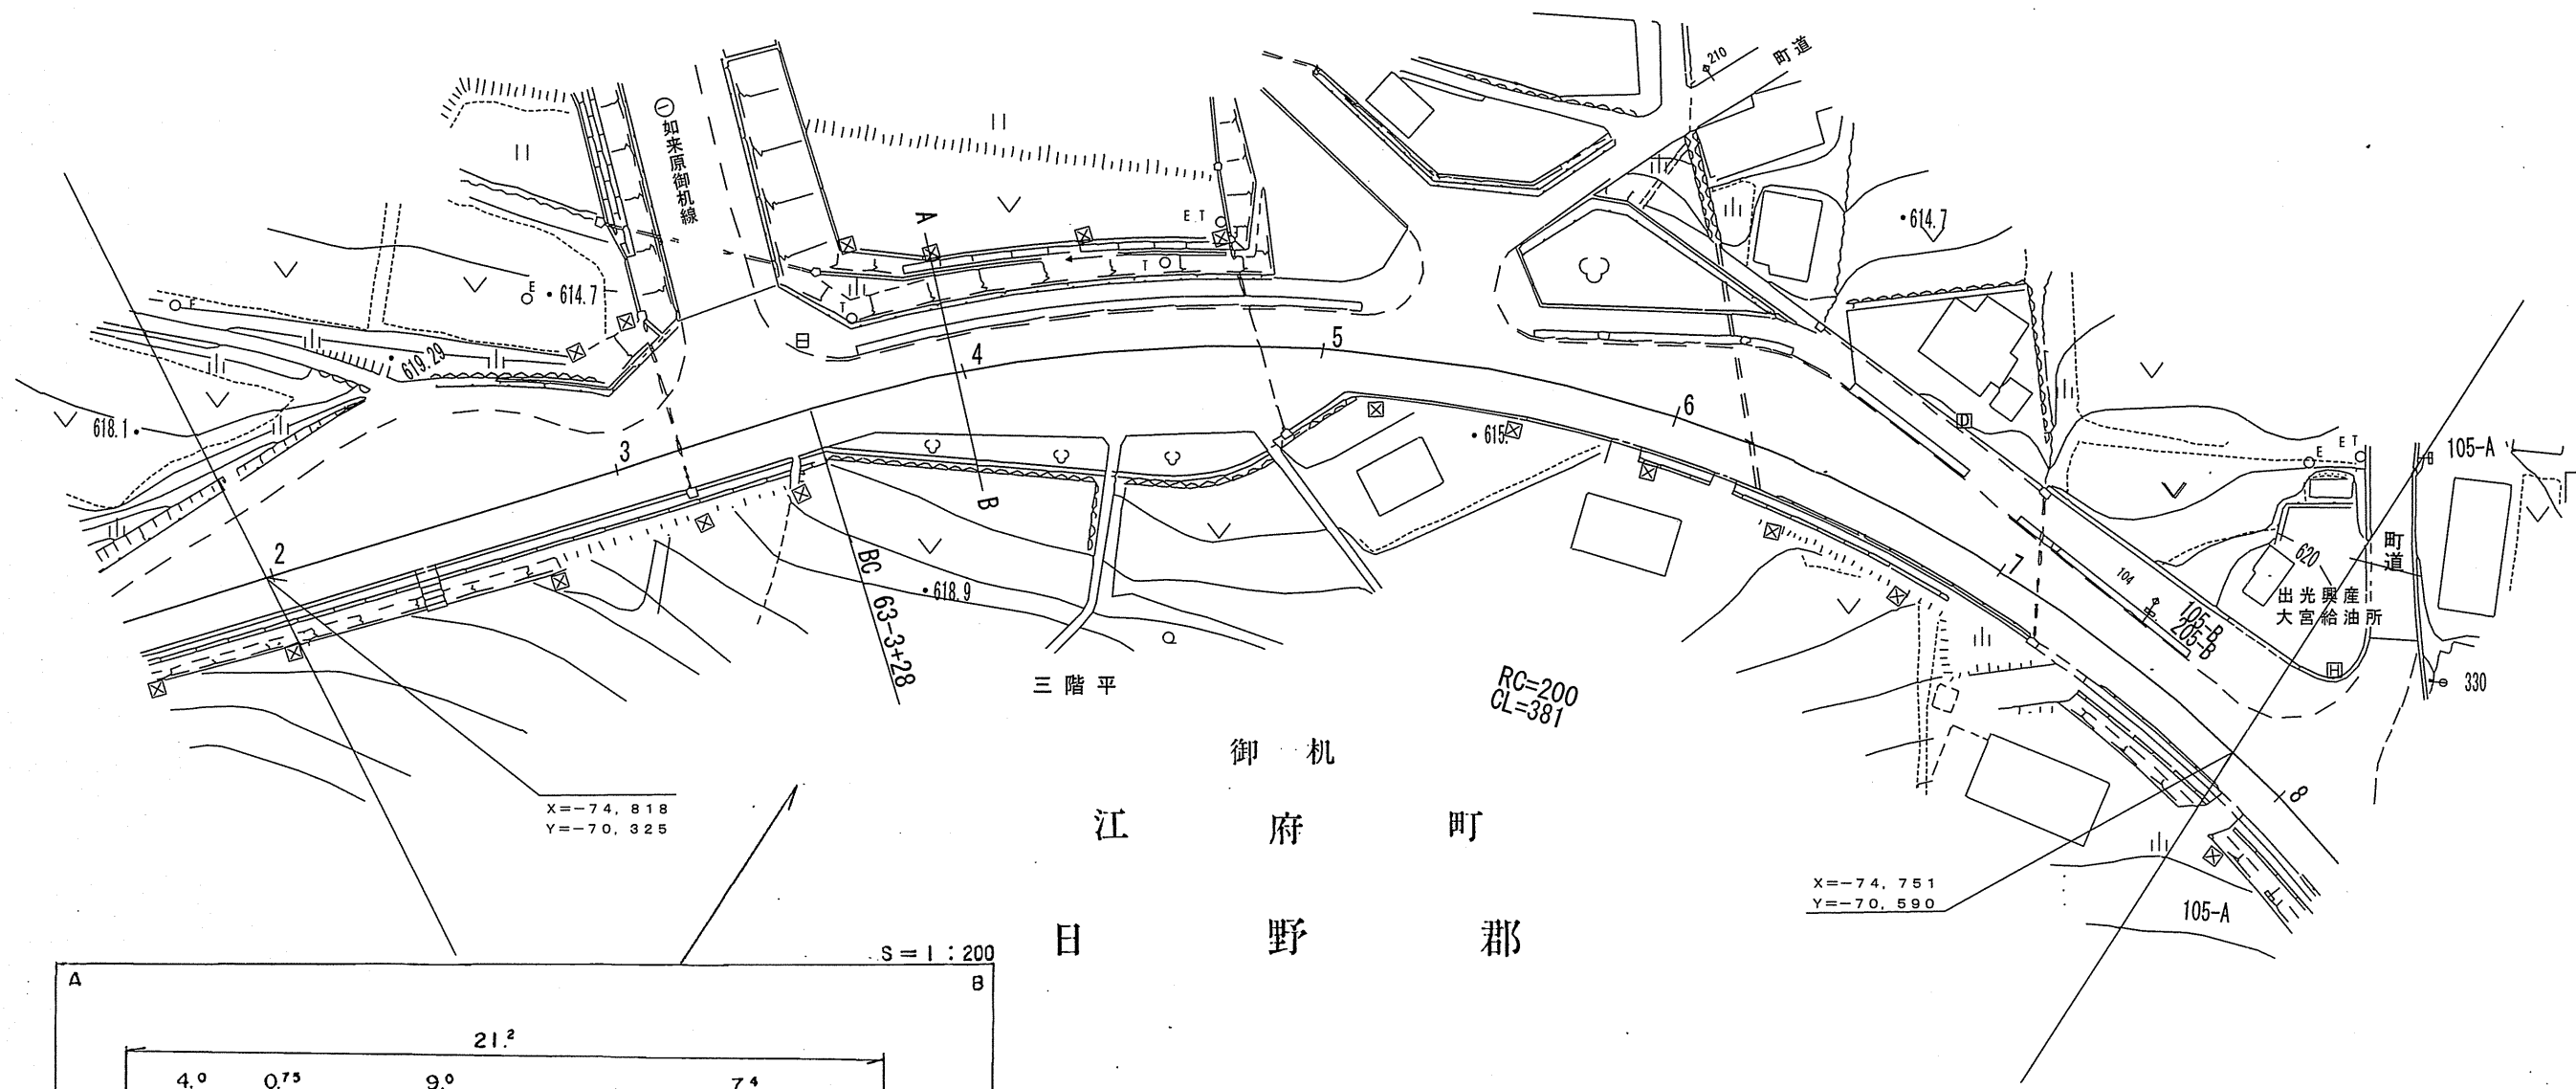 210
町道
㊀如来原御机線
A
E T
614.7
T
E
614.7
E
T
日
619.29
4
5
6
618.1
3
615.
D
E
E T
105-A
B
2
BC 63-3+28
618.9
7
104
105-B
205-B
620
町道
出光興産
大宮給油所
H
330
三階平
RC=200
CL=381
御机
8
X=-74, 818
Y=-70, 325
江府町
X=-74, 751
Y=-70, 590
105-A
日野郡
S=1:200
A
B
21.²
4.⁰ 0.⁷⁵ 9.⁰ 7⁴